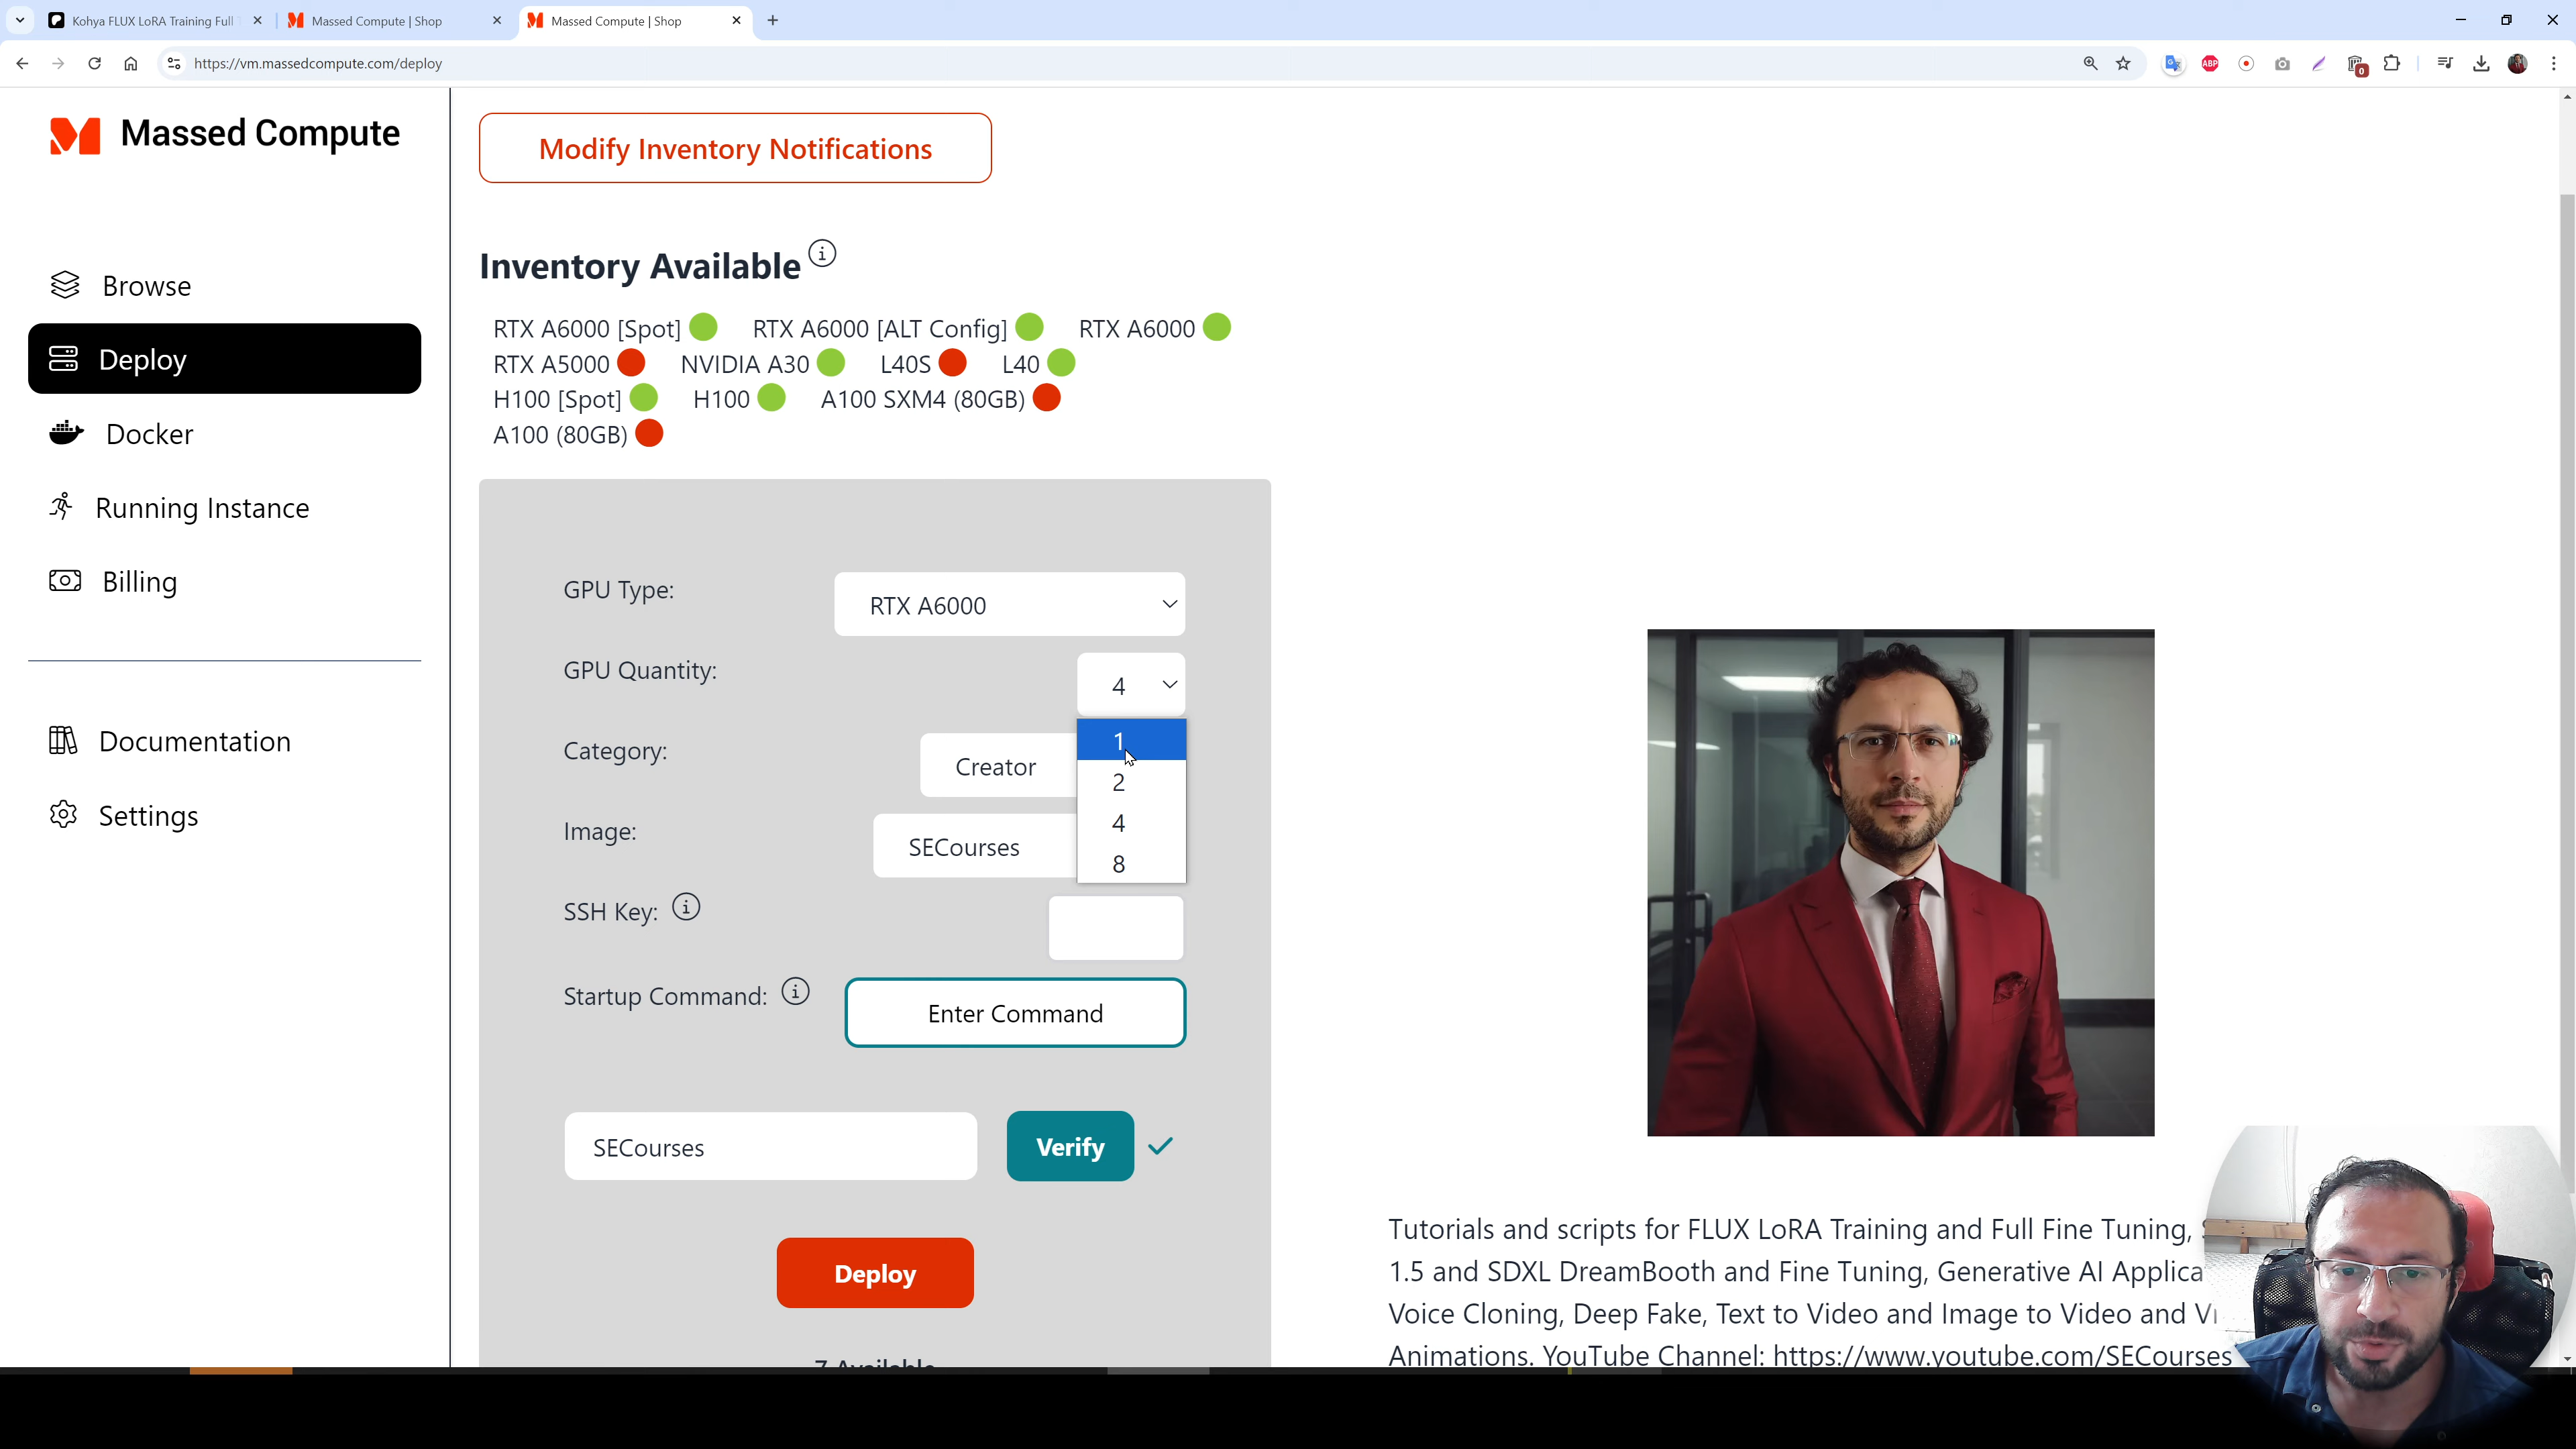 Kohya FLUX LoRA Training Full
Massed Compute | Shop
Massed Compute | Shop
https://vm.massedcompute.com/deploy
ABP
0
Massed Compute
Browse
Deploy
Docker
Running Instance
Billing
Documentation
Settings
Modify Inventory Notifications
Inventory Available
RTX A6000 [Spot] RTX A6000 [ALT Config] RTX A6000
RTX A5000 NVIDIA A30 L40S L40
H100 [Spot] H100 A100 SXM4 (80GB)
A100 (80GB)
GPU Type: RTX A6000
GPU Quantity: 4
1
2
4
8
Category: Creator
Image: SECourses
SSH Key:
Startup Command: Enter Command
SECourses Verify
Deploy
7 Available
Tutorials and scripts for FLUX LoRA Training and Full Fine Tuning,
1.5 and SDXL DreamBooth and Fine Tuning, Generative AI Applica
Voice Cloning, Deep Fake, Text to Video and Image to Video and Vi
Animations. YouTube Channel: https://www.youtube.com/SECourses